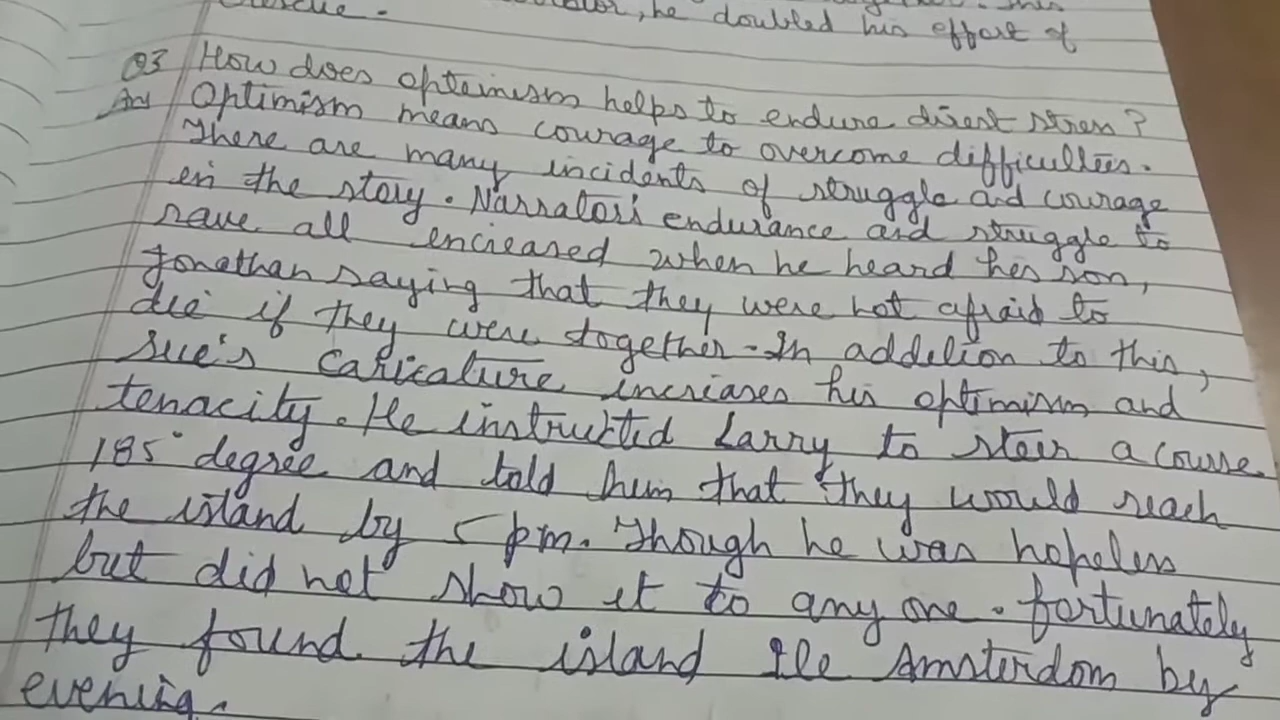 he doubled his effort of
rescue.
Q3 How does optemism helps to endure direst stress?
Ans Optimism means courage to overcome difficulties.
There are many incidents of struggle and courage
in the story. Narrator's endurance and struggle to
save all encreased when he heard his son,
Jonathan saying that they were not afraid to
die if they were together. In addetion to this,
sue's caricature increases his optimism and
tenacity. He instructed Larry to steer a course
185° degree and told him that they would reach
the island by 5 pm. Though he was hopeless
but did not show it to any one. fortunately
they found the island Ile Amsterdom by
evening.